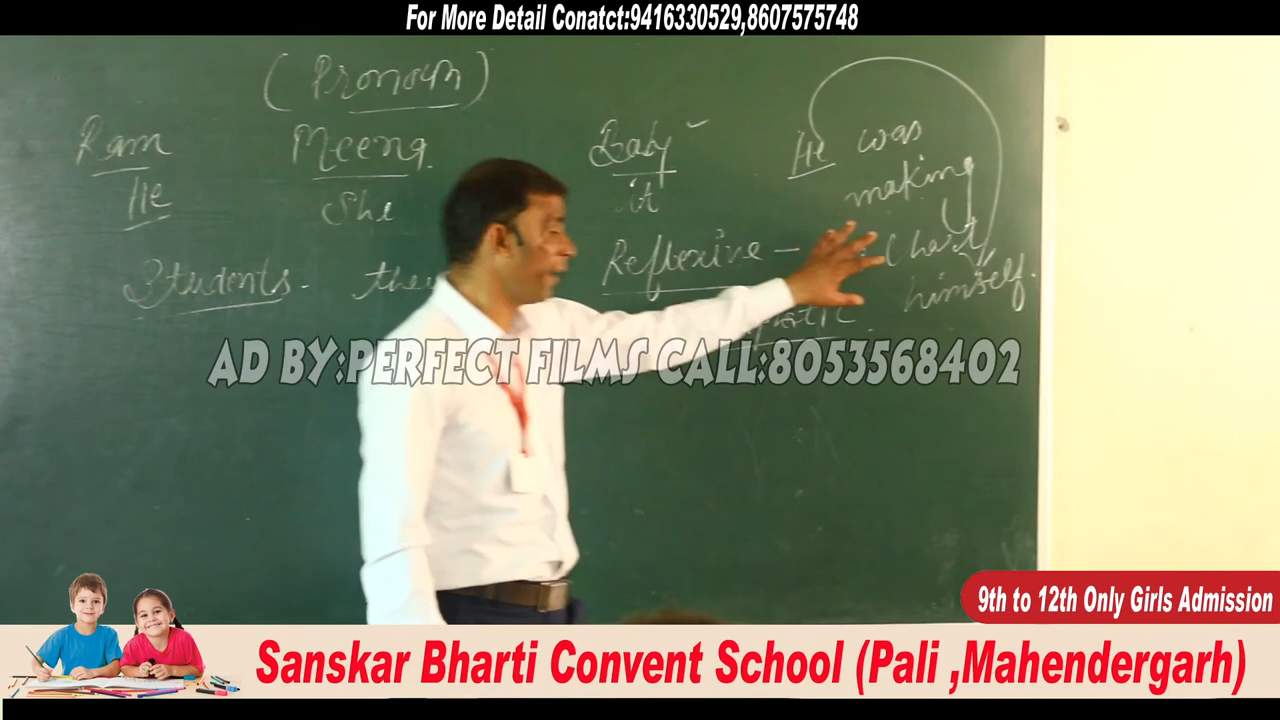 For More Detail Conatct:9416330529,8607575748
(Pronoun)
Ram Meena Baby
He She it
He was
making
Chart
himself.
Students. they
Reflexive -
AD BY:PERFECT FILMS CALL:8053568402
9th to 12th Only Girls Admission
Sanskar Bharti Convent School (Pali ,Mahendergarh)